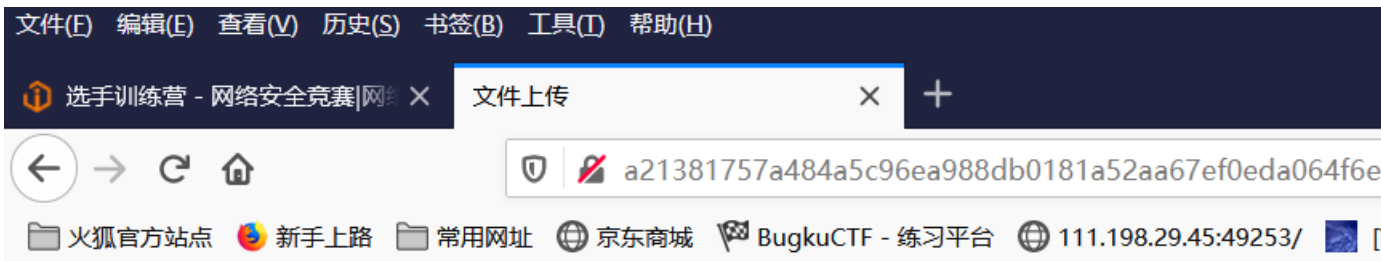 文件(F) 编辑(E) 查看(V) 历史(S) 书签(B) 工具(T) 帮助(H)
选手训练营 - 网络安全竞赛|网 文件上传
a21381757a484a5c96ea988db0181a52aa67ef0eda064f6e
火狐官方站点 新手上路 常用网址 京东商城 BugkuCTF - 练习平台 111.198.29.45:49253/ [